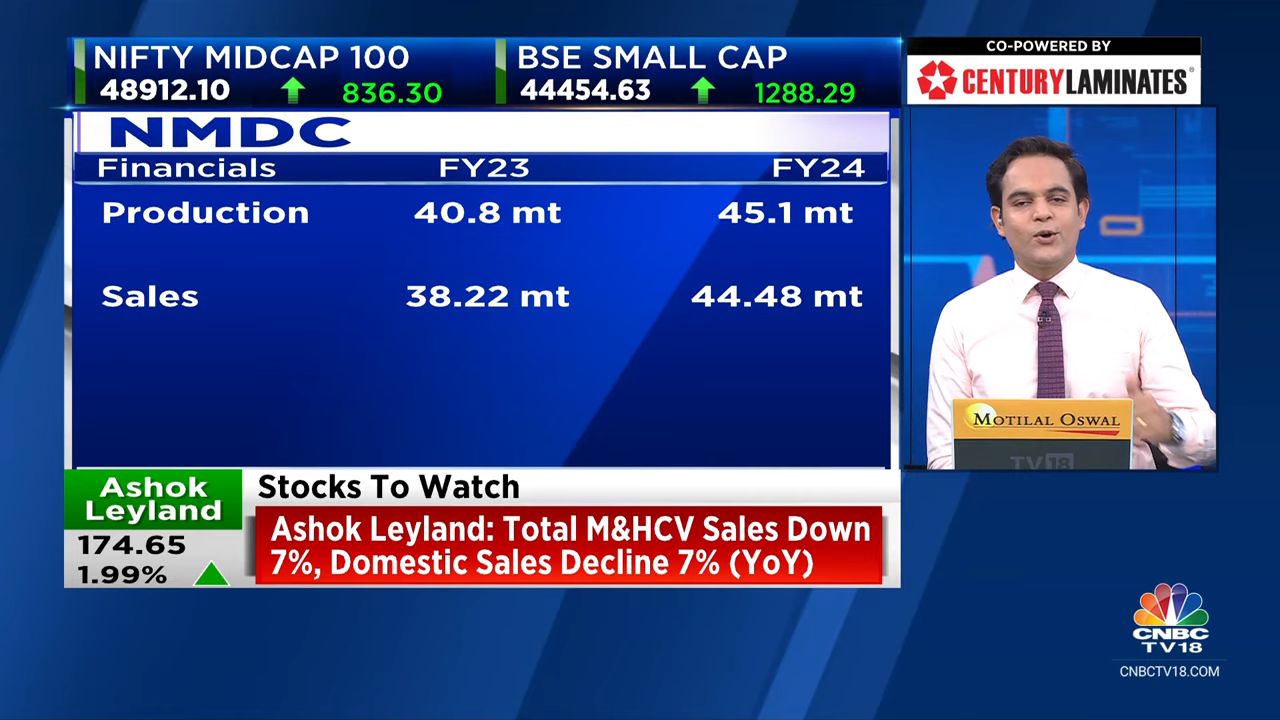 NIFTY MIDCAP 100
48912.10 836.30
BSE SMALL CAP
44454.63 1288.29
CO-POWERED BY
CENTURYLAMINATES®
NMDC
Financials FY23 FY24
Production 40.8 mt 45.1 mt
Sales 38.22 mt 44.48 mt
MOTILAL OSWAL
TV18
Ashok
Leyland
174.65
1.99%
Stocks To Watch
Ashok Leyland: Total M&HCV Sales Down
7%, Domestic Sales Decline 7% (YoY)
CNBC
TV18
CNBCTV18.COM